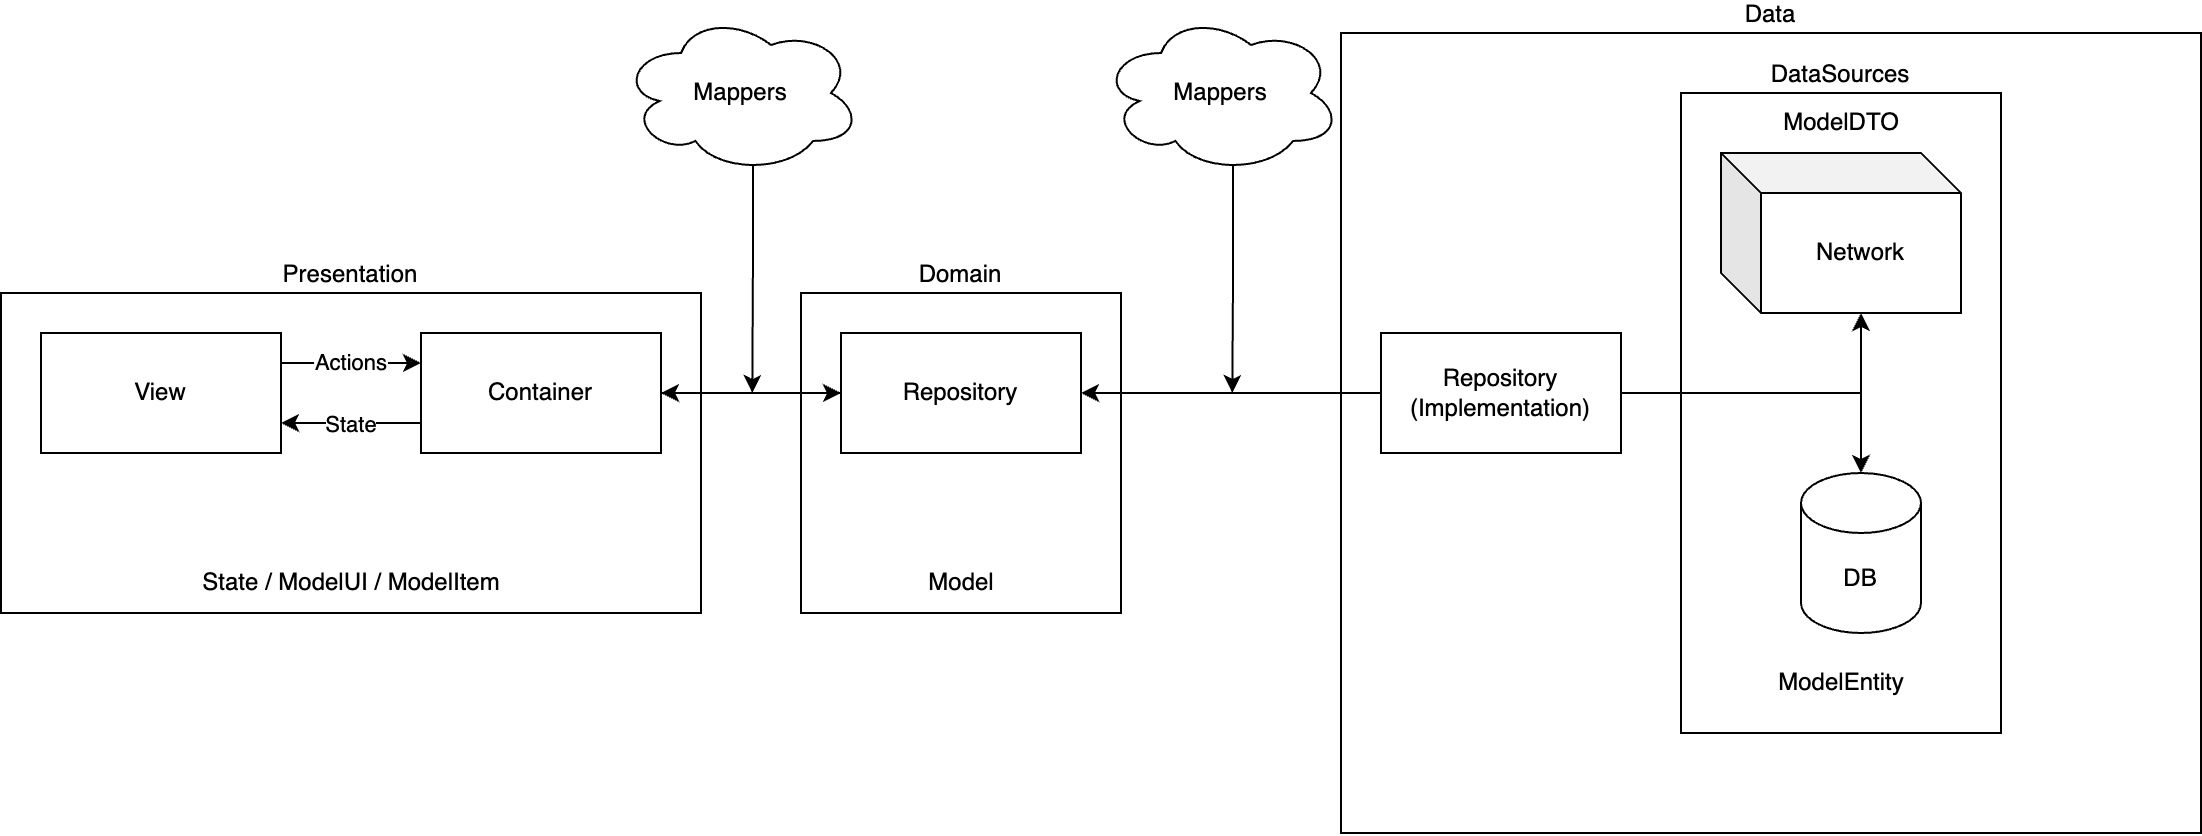 Data
DataSources
Mappers
Mappers
ModelDTO
Network
Presentation
Domain
View
Actions
State
Container
Repository
Repository
(Implementation)
DB
State / ModelUI / ModelItem
Model
ModelEntity